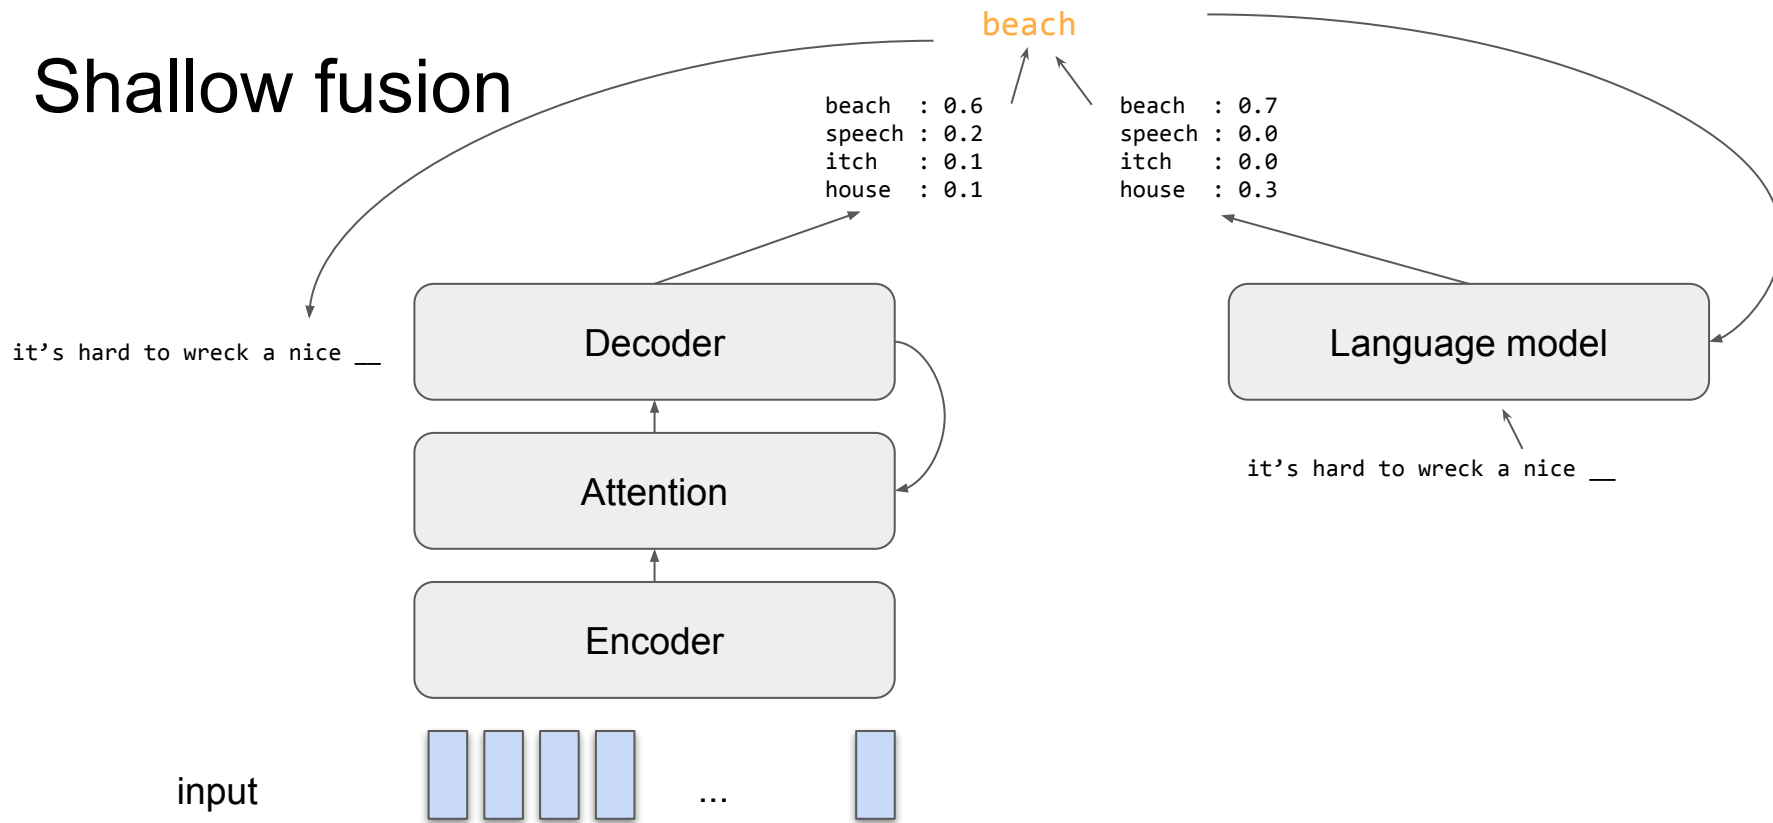 beach
Shallow fusion
beach  : 0.6
speech : 0.2
itch   : 0.1
house  : 0.1
beach  : 0.7
speech : 0.0
itch   : 0.0
house  : 0.3
it’s hard to wreck a nice __
Decoder
Language model
Attention
it’s hard to wreck a nice __
Encoder
input
...